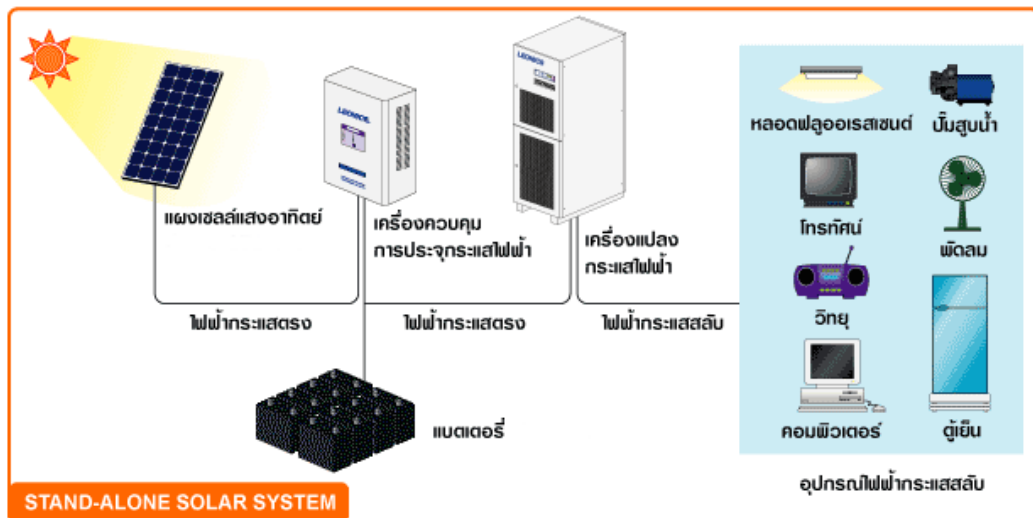 LEONICS
LEONICS
แผงเซลล์แสงอาทิตย์
เครื่องควบคุม
การประจุกระแสไฟฟ้า
เครื่องแปลง
กระแสไฟฟ้า
ไฟฟ้ากระแสตรง
ไฟฟ้ากระแสตรง
ไฟฟ้ากระแสสลับ
แบตเตอรี่
หลอดฟลูออเรสเซนต์
ปั๊มสูบน้ำ
โทรทัศน์
พัดลม
วิทยุ
คอมพิวเตอร์
ตู้เย็น
อุปกรณ์ไฟฟ้ากระแสสลับ
STAND-ALONE SOLAR SYSTEM